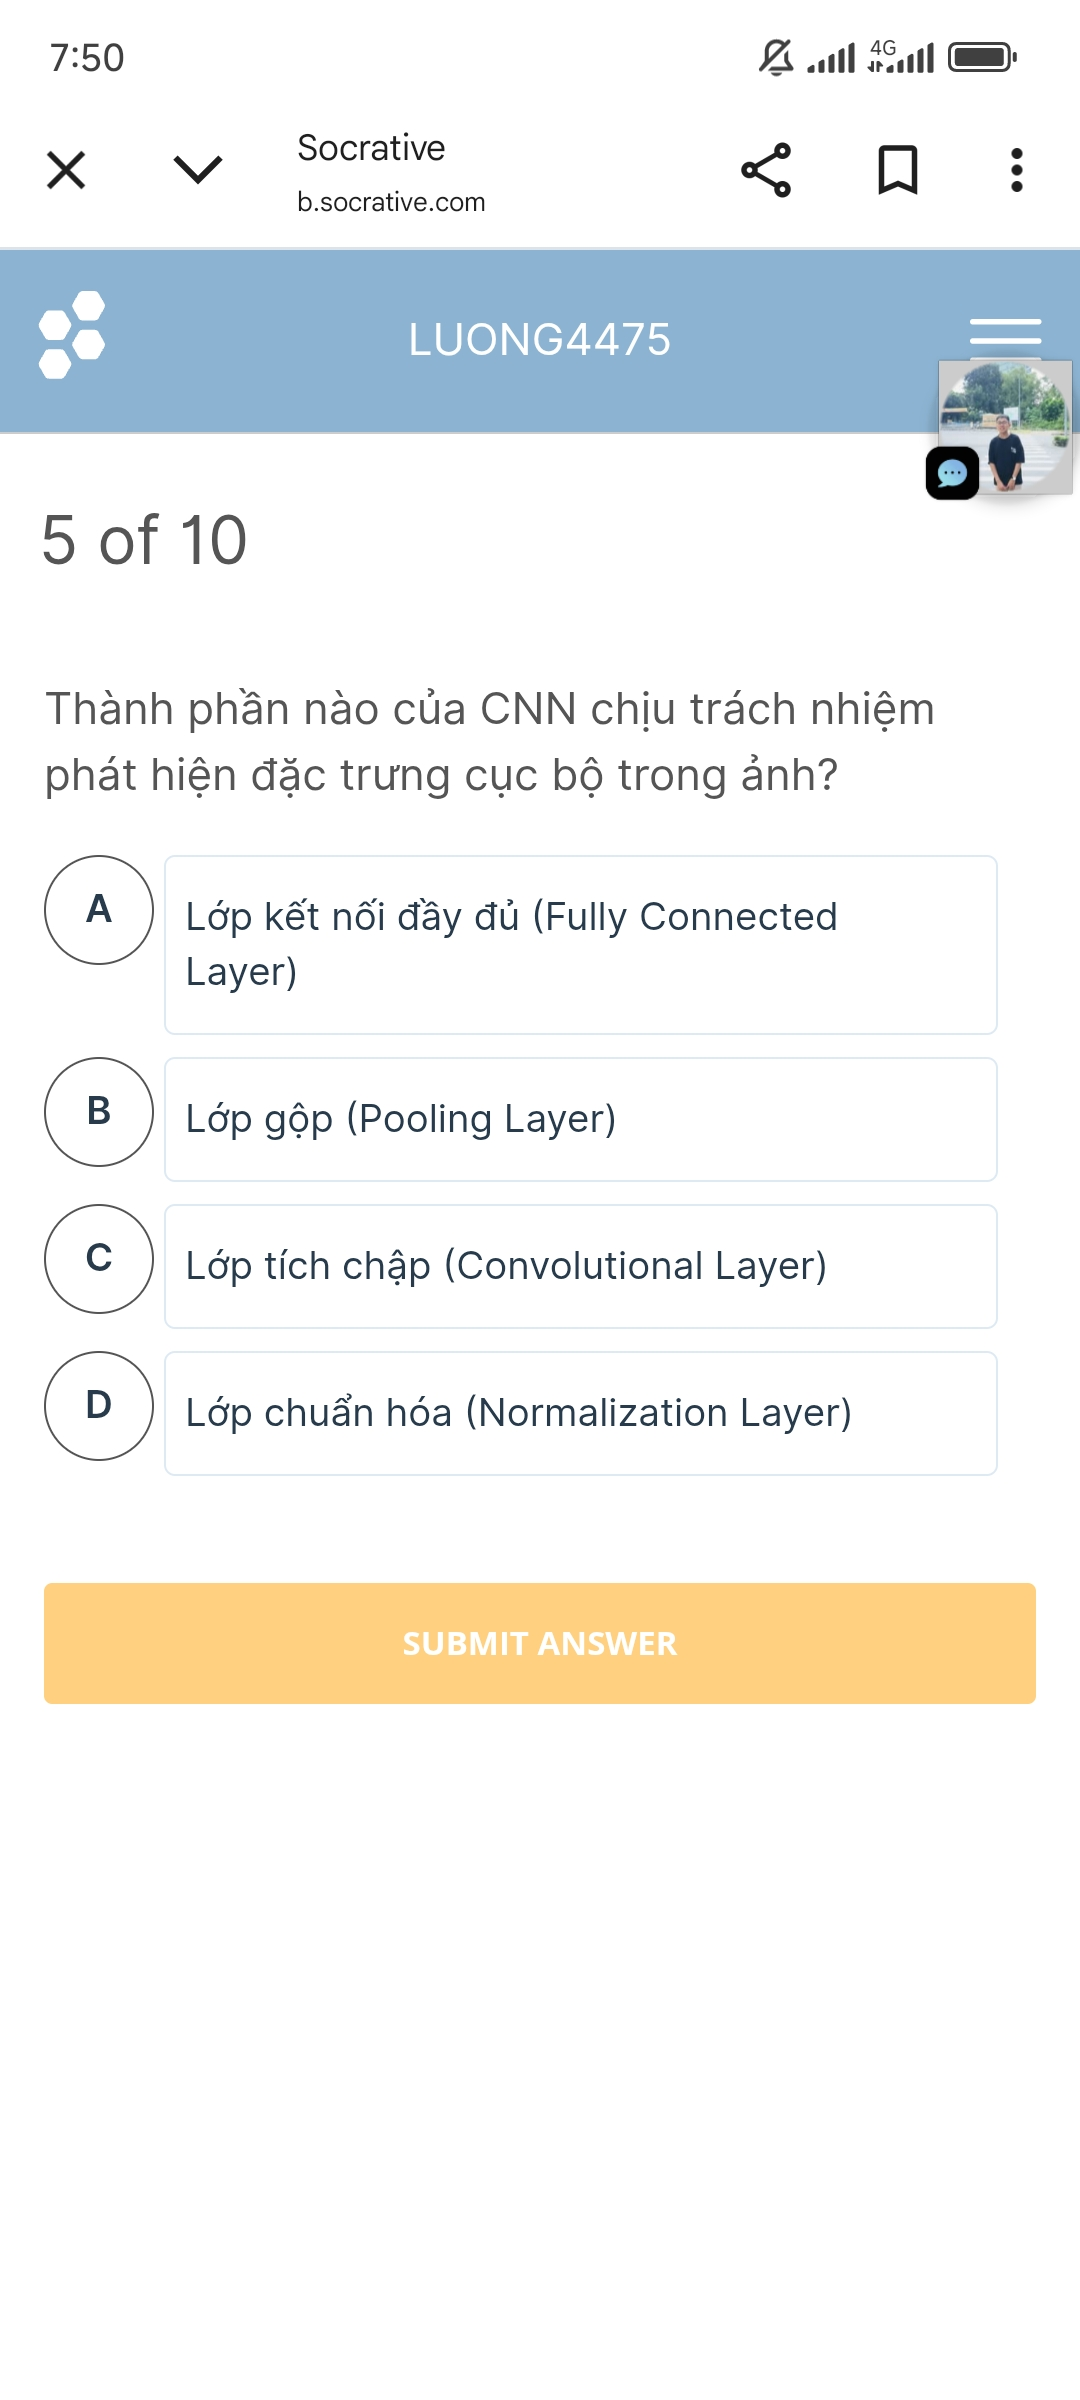 7:50
4G
Socrative
b.socrative.com
LUONG4475
5 of 10
Thành phần nào của CNN chịu trách nhiệm
phát hiện đặc trưng cục bộ trong ảnh?
A
Lớp kết nối đầy đủ (Fully Connected
Layer)
B
Lớp gộp (Pooling Layer)
C
Lớp tích chập (Convolutional Layer)
D
Lớp chuẩn hóa (Normalization Layer)
SUBMIT ANSWER